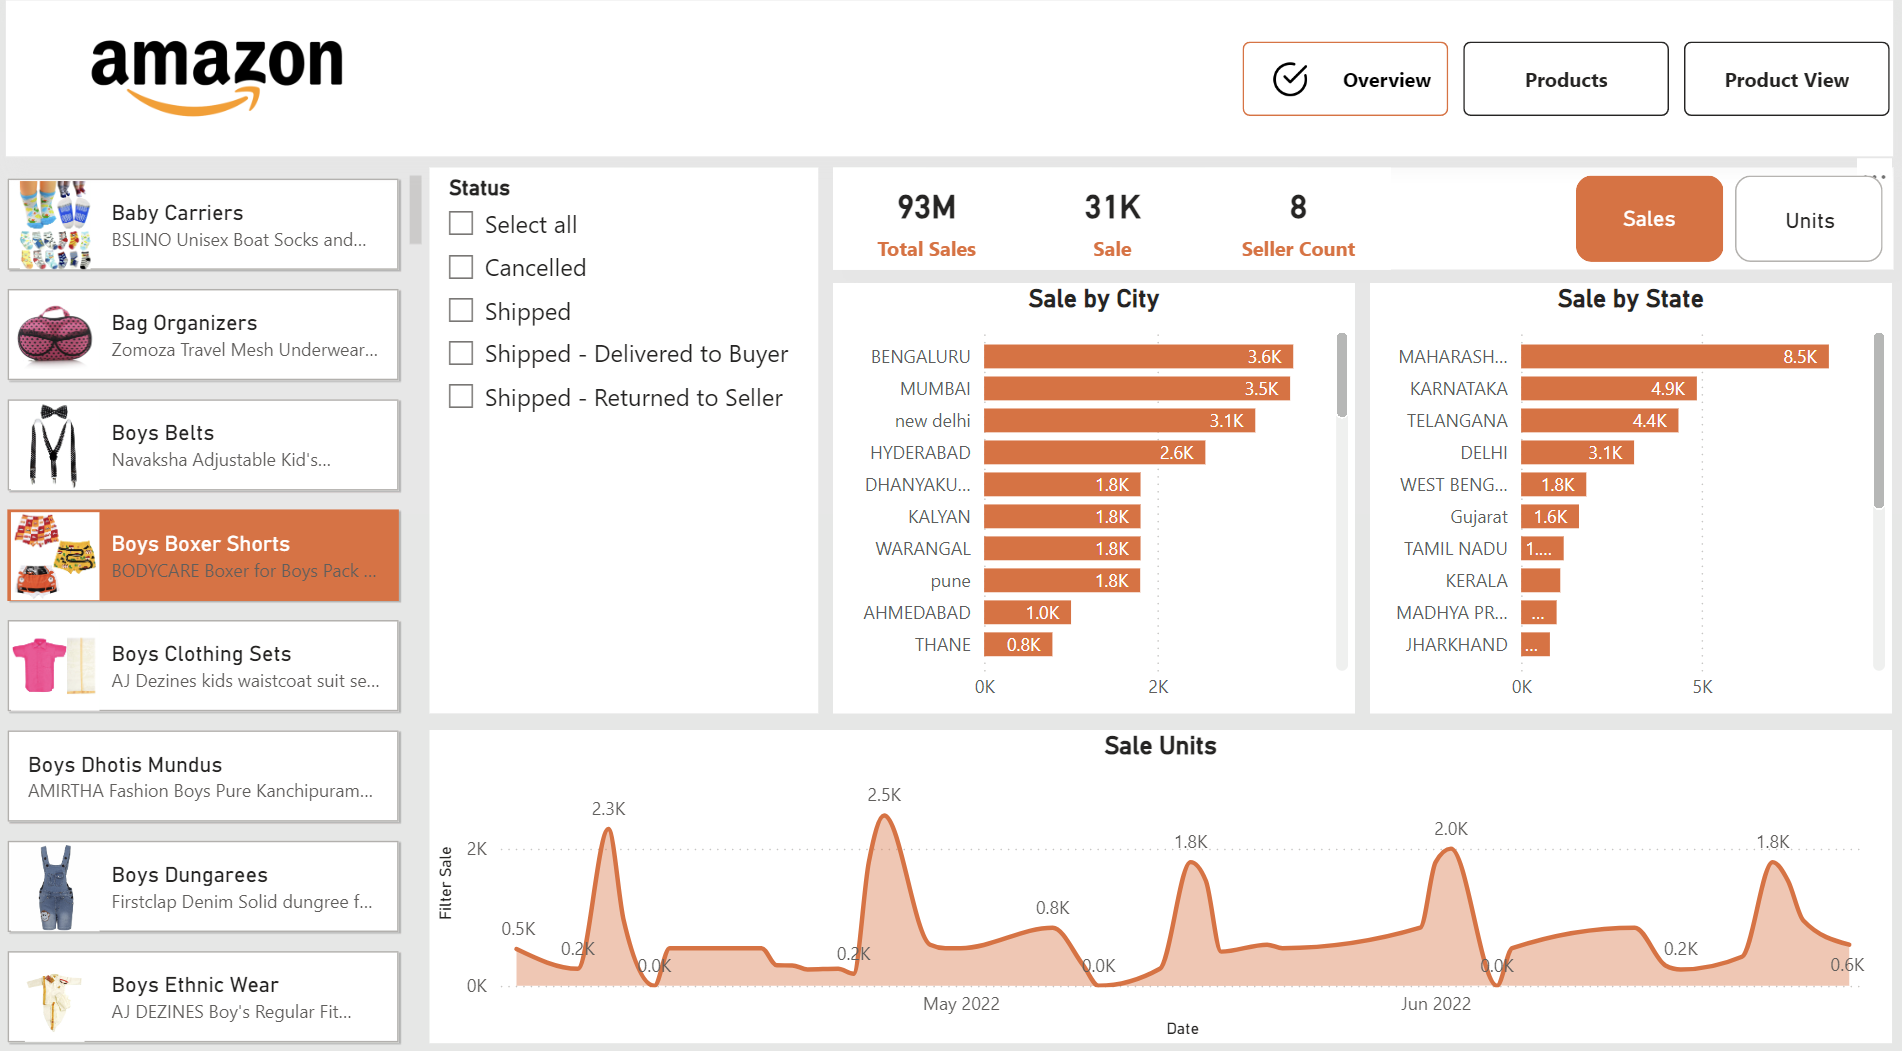 amazon
Overview
Products
Product View
Baby Carriers
BSLINO Unisex Boat Socks and...
Bag Organizers
Zomoza Travel Mesh Underwear...
Boys Belts
Navaksha Adjustable Kid's...
Boys Boxer Shorts
BODYCARE Boxer for Boys Pack ...
Boys Clothing Sets
AJ Dezines kids waistcoat suit se...
Boys Dhotis Mundus
AMIRTHA Fashion Boys Pure Kanchipuram...
Boys Dungarees
Firstclap Denim Solid dungree f...
Boys Ethnic Wear
AJ DEZINES Boy's Regular Fit...
Status
Select all
Cancelled
Shipped
Shipped - Delivered to Buyer
Shipped - Returned to Seller
93M
Total Sales
31K
Sale
8
Seller Count
Sales
Units
...
Sale by City
BENGALURU 3.6K
MUMBAI 3.5K
new delhi 3.1K
HYDERABAD 2.6K
DHANYAKU... 1.8K
KALYAN 1.8K
WARANGAL 1.8K
pune 1.8K
AHMEDABAD 1.0K
THANE 0.8K
0K 2K
Sale by State
MAHARASH... 8.5K
KARNATAKA 4.9K
TELANGANA 4.4K
DELHI 3.1K
WEST BENG... 1.8K
Gujarat 1.6K
TAMIL NADU 1....
KERALA
MADHYA PR... ...
JHARKHAND ...
0K 5K
Sale Units
Filter Sale
2K
0K
0.5K
0.2K
2.3K
0.0K
0.2K
2.5K
0.8K
0.0K
1.8K
2.0K
0.0K
0.2K
1.8K
0.6K
May 2022
Jun 2022
Date